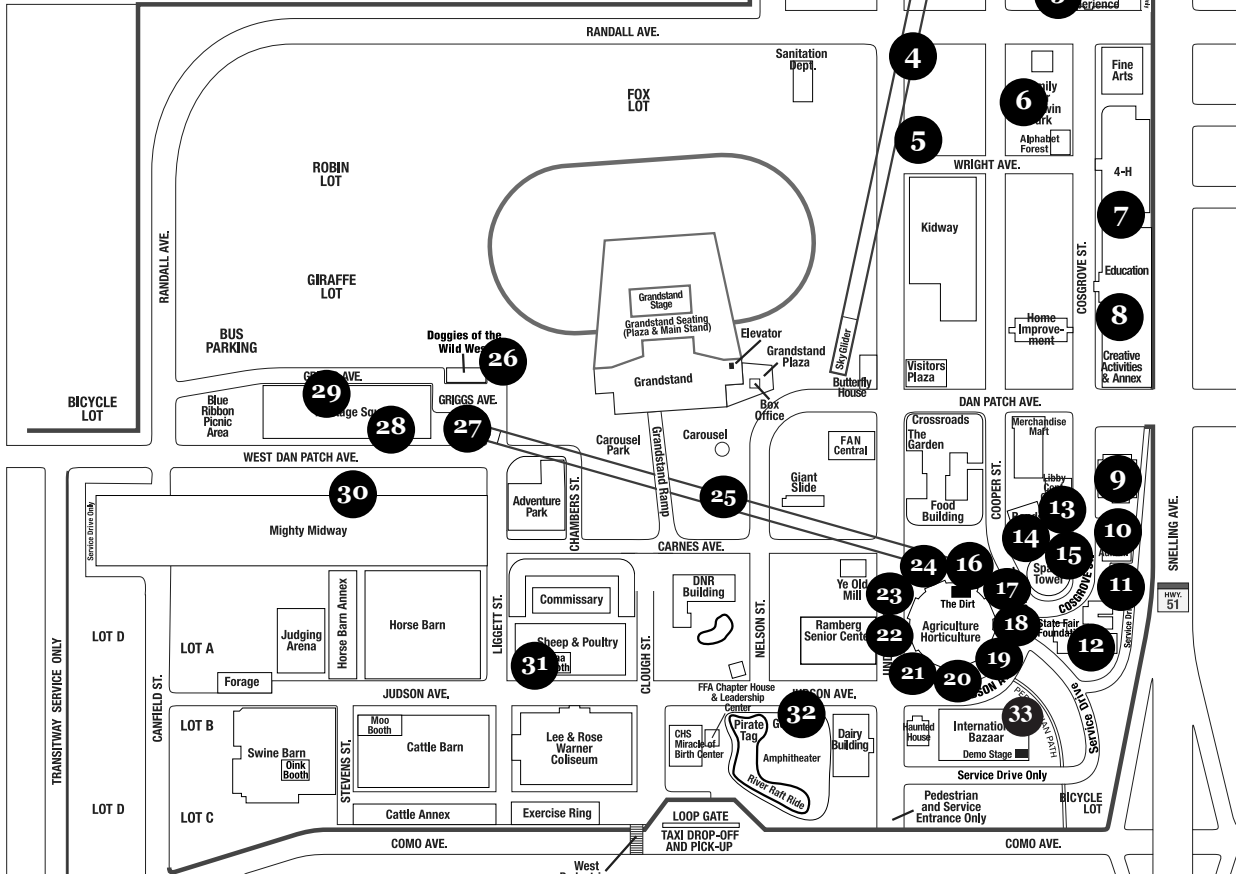 RANDALL AVE.
Sanitation
Dept.
4
Fine
Arts
FOX
LOT
6
Alphabet
Forest
5
WRIGHT AVE.
ROBIN
LOT
4-H
7
Kidway
RANDALL AVE.
COSGROVE ST.
Education
GIRAFFE
LOT
Grandstand
Stage
Grandstand Seating
(Plaza & Main Stand)
8
Home
Improve-
ment
BUS
PARKING
Doggies of the
Wild West
26
Elevator
Grandstand
Plaza
SkyGlider
Grandstand
Butterfly
House
Visitors
Plaza
Creative
Activities
& Annex
29
GRIGGS AVE.
BICYCLE
LOT
Blue
Ribbon
Picnic
Area
28
27
Box
Office
DAN PATCH AVE.
WEST DAN PATCH AVE.
Carousel
Park
Grandstand Ramp
Carousel
FAN
Central
Crossroads
The
Garden
Merchandise
Mart
COOPER ST.
Food
Building
9
30
Giant
Slide
25
13
10
14
15
Service Drive Only
Mighty Midway
Adventure
Park
CHAMBERS ST.
CARNES AVE.
SNELLING AVE.
24
16
Tower
COSGROVE
DNR
Building
Ye Old
Mill
23
The Dirt
17
11
HWY.
51
Commissary
LIGGETT ST.
NELSON ST.
LOT D
LOT A
Judging
Arena
Horse Barn Annex
Horse Barn
Sheep & Poultry
31
Booth
CLOUGH ST.
Ramberg
Senior Center
22
Agriculture
Horticulture
18
State Fair
12
21
20
19
TRANSITWAY SERVICE ONLY
CANFIELD ST.
Forage
JUDSON AVE.
FFA Chapter House
& Leadership
Center
JUDSON AVE.
32
33
Service Drive
LOT B
Moo
Booth
Swine Barn
Oink
Booth
STEVENS ST.
Cattle Barn
Lee & Rose
Warner
Coliseum
CHS
Miracle of
Birth Center
Pirate
Tag
Amphitheater
River Raft Ride
Dairy
Building
Haunted
House
International
Bazaar
Demo Stage
Service Drive Only
LOT D
LOT C
Cattle Annex
Exercise Ring
LOOP GATE
TAXI DROP-OFF
AND PICK-UP
Pedestrian
and Service
Entrance Only
BICYCLE
LOT
COMO AVE.
COMO AVE.
West